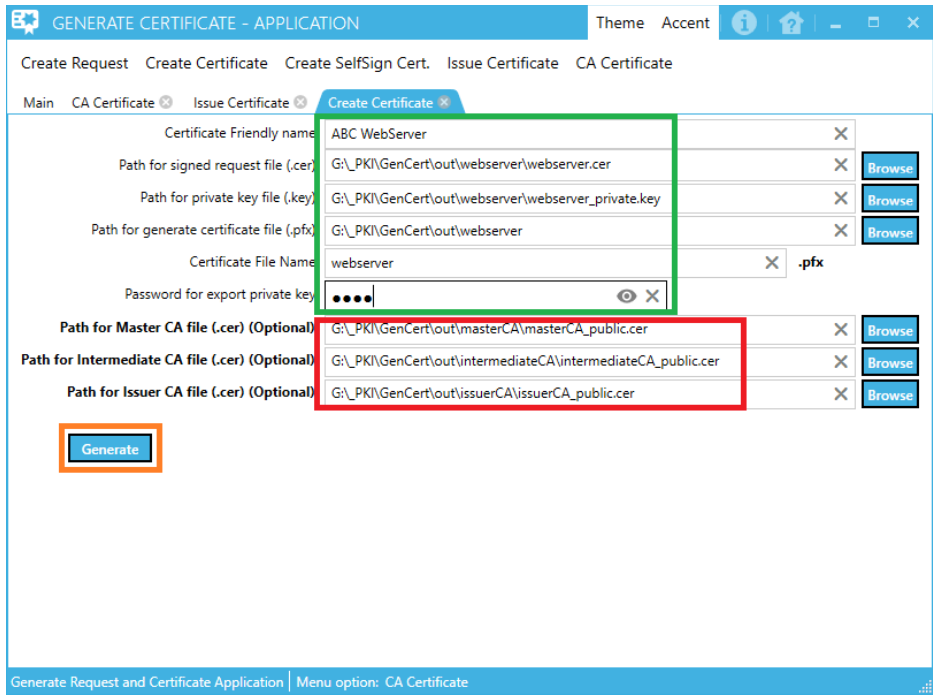 GENERATE CERTIFICATE - APPLICATION Theme Accent
Create Request Create Certificate Create SelfSign Cert. Issue Certificate CA Certificate
Main CA Certificate Issue Certificate Create Certificate
Certificate Friendly name ABC WebServer
Path for signed request file (.cer) G:\_PKI\GenCert\out\webserver\webserver.cer Browse
Path for private key file (.key) G:\_PKI\GenCert\out\webserver\webserver_private.key Browse
Path for generate certificate file (.pfx) G:\_PKI\GenCert\out\webserver Browse
Certificate File Name webserver .pfx
Password for export private key ••••
Path for Master CA file (.cer) (Optional) G:\_PKI\GenCert\out\masterCA\masterCA_public.cer Browse
Path for Intermediate CA file (.cer) (Optional) G:\_PKI\GenCert\out\intermediateCA\intermediateCA_public.cer Browse
Path for Issuer CA file (.cer) (Optional) G:\_PKI\GenCert\out\issuerCA\issuerCA_public.cer Browse
Generate
Generate Request and Certificate Application Menu option: CA Certificate